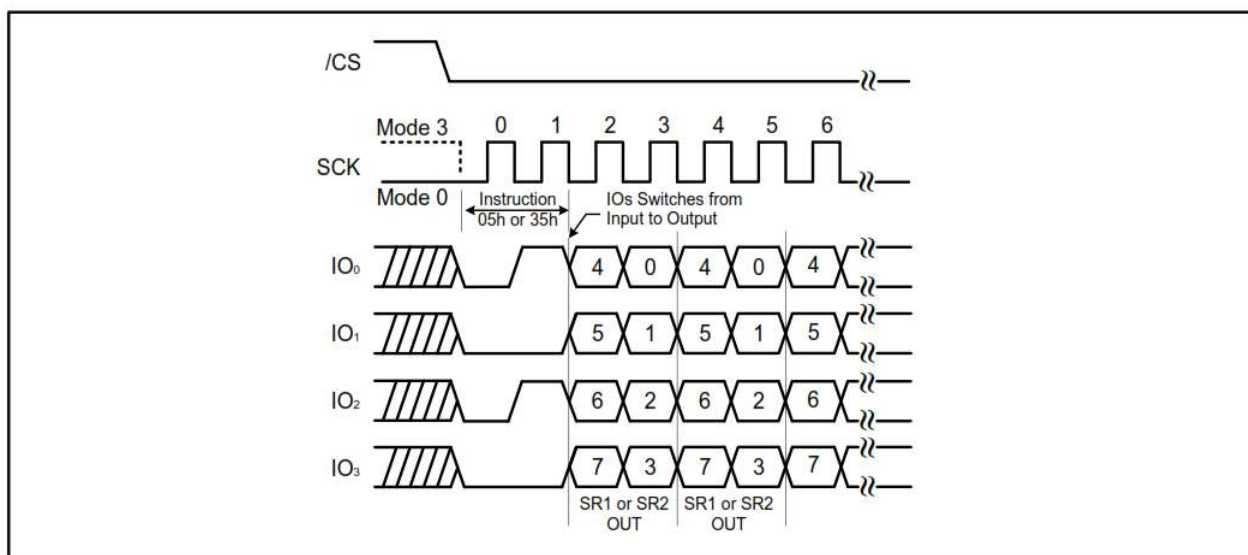 /CS
Mode 3 0 1 2 3 4 5 6
SCK
Mode 0
Instruction
05h or 35h
IOs Switches from
Input to Output
IO₀ 4 0 4 0 4
IO₁ 5 1 5 1 5
IO₂ 6 2 6 2 6
IO₃ 7 3 7 3 7
SR1 or SR2
OUT
SR1 or SR2
OUT